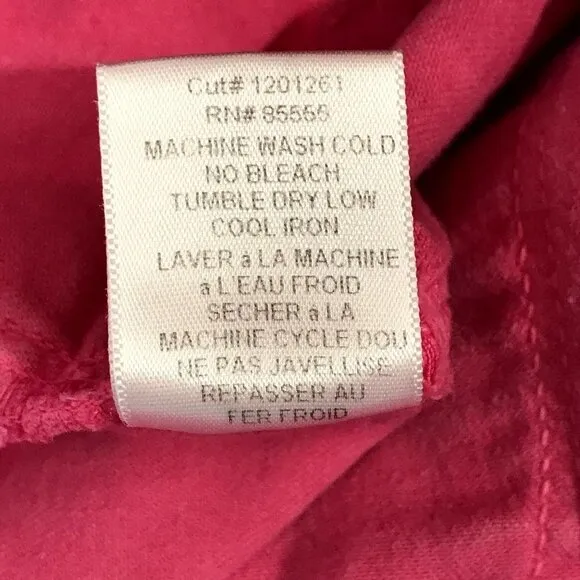 Cut# 1201261
RN# 85555
MACHINE WASH COLD
NO BLEACH
TUMBLE DRY LOW
COOL IRON
LAVER à LA MACHINE
à L'EAU FROID
SECHER à LA
MACHINE CYCLE DOU
NE PAS JAVELLISE
REPASSER AU
FER FROID